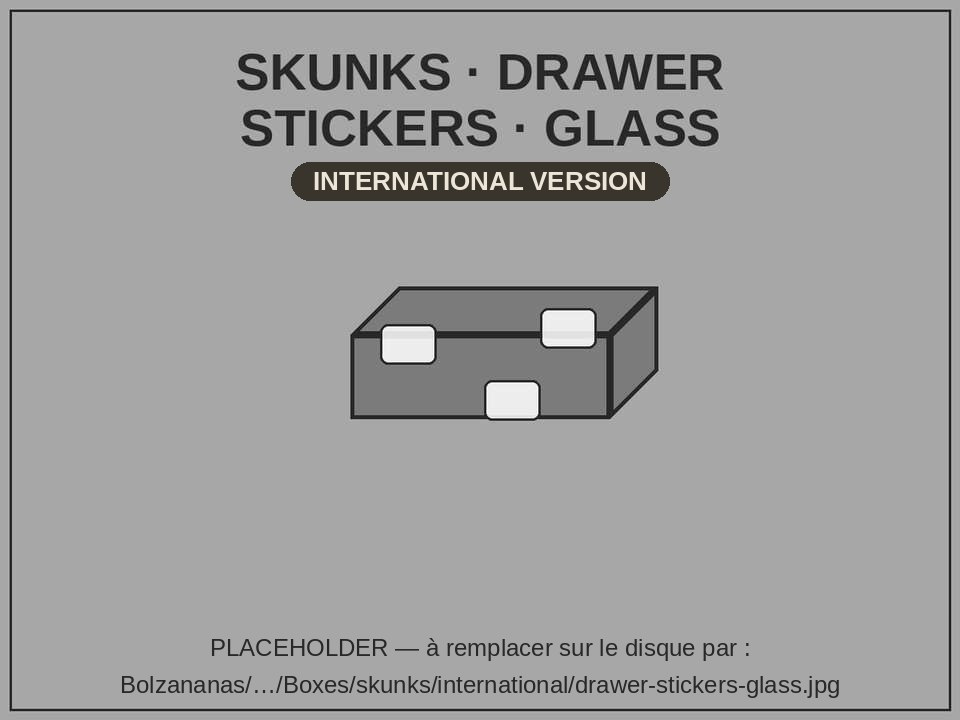 SKUNKS · DRAWER
STICKERS · GLASS
INTERNATIONAL VERSION
PLACEHOLDER — à remplacer sur le disque par :
Bolzananas/…/Boxes/skunks/international/drawer-stickers-glass.jpg